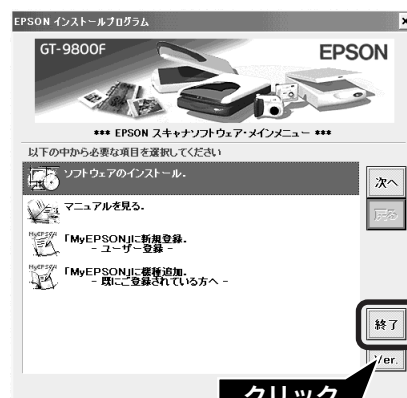 EPSON インストールプログラム
GT-9800F
EPSON
*** EPSON スキャナソフトウェア・メインメニュー ***
以下の中から必要な項目を選択してください
ソフトウェアのインストール.
マニュアルを見る.
MyEPSON
「MyEPSON」に新規登録.
- ユーザー登録 -
MyEPSON
「MyEPSON」に機種追加.
- 既にご登録されている方へ -
次へ
戻る
終了
Ver.
クリック